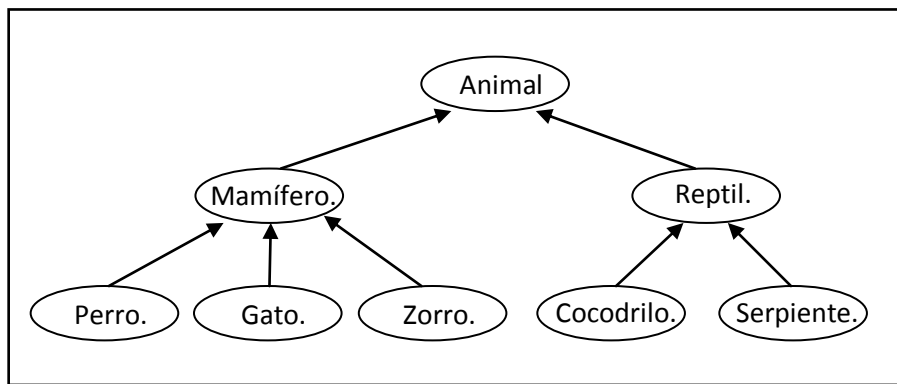 Animal
Mamífero.
Reptil.
Perro.
Gato.
Zorro.
Cocodrilo.
Serpiente.